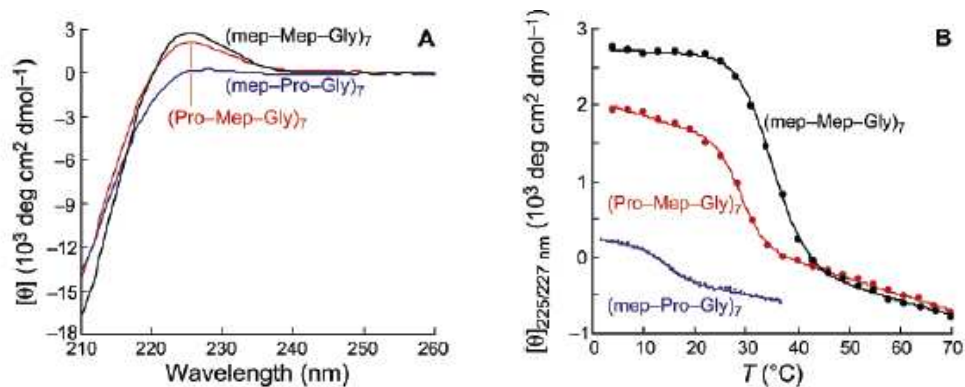 A
[θ] (10³ deg cm² dmol⁻¹)
3
0
−3
−6
−9
−12
−15
−18
210 220 230 240 250 260
Wavelength (nm)
(mep–Mep–Gly)₇
(mep–Pro–Gly)₇
(Pro–Mep–Gly)₇
B
[θ]225/227 nm (10³ deg cm² dmol⁻¹)
3
2
1
0
−1
0 10 20 30 40 50 60 70
T (°C)
(mep–Mep–Gly)₇
(Pro–Mep–Gly)₇
(mep–Pro–Gly)₇